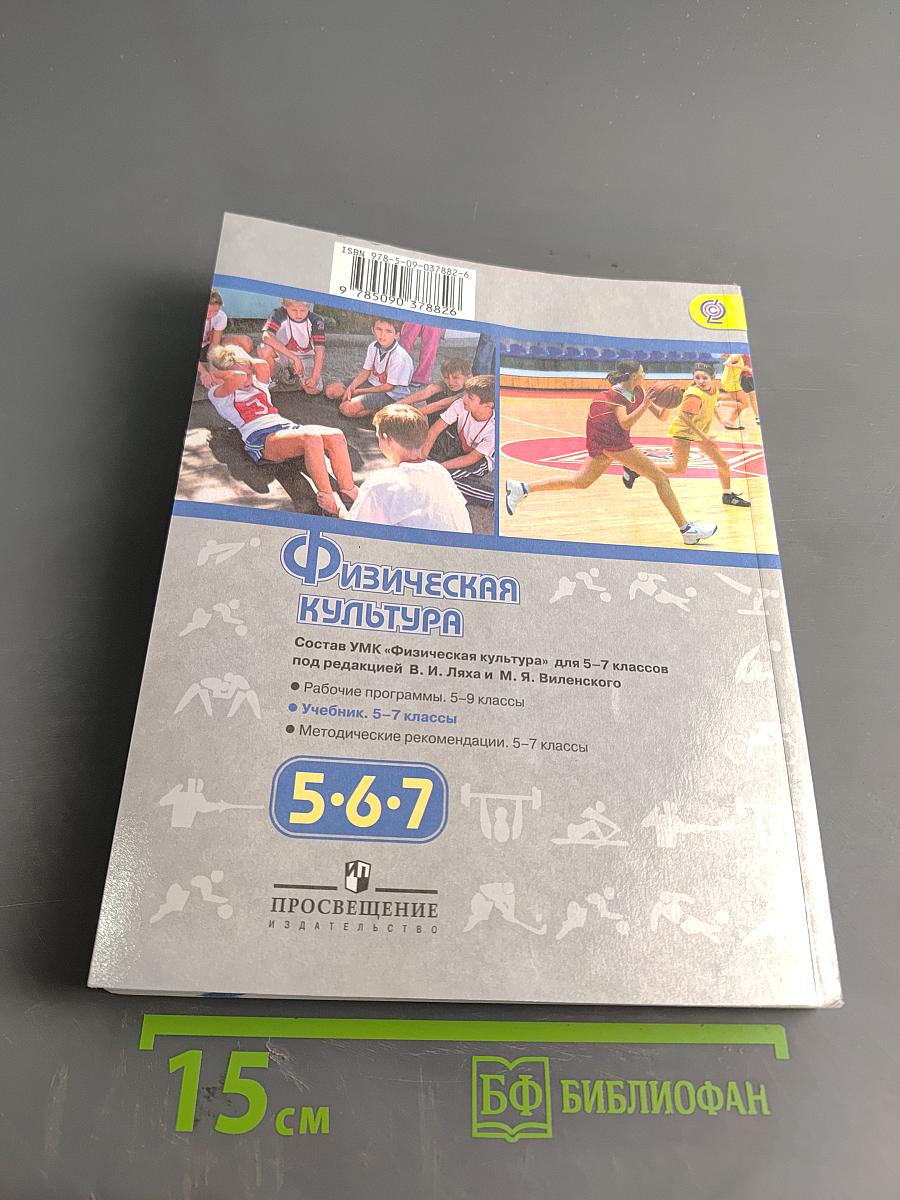 ISBN 978-5-09-037882-6
9 785090 378826
Физическая
культура
Состав УМК «Физическая культура» для 5–7 классов
под редакцией В. И. Ляха и М. Я. Виленского
● Рабочие программы. 5–9 классы
● Учебник. 5–7 классы
● Методические рекомендации. 5–7 классы
5•6•7
ПРОСВЕЩЕНИЕ
ИЗДАТЕЛЬСТВО
15 см
БФ БИБЛИОФАН